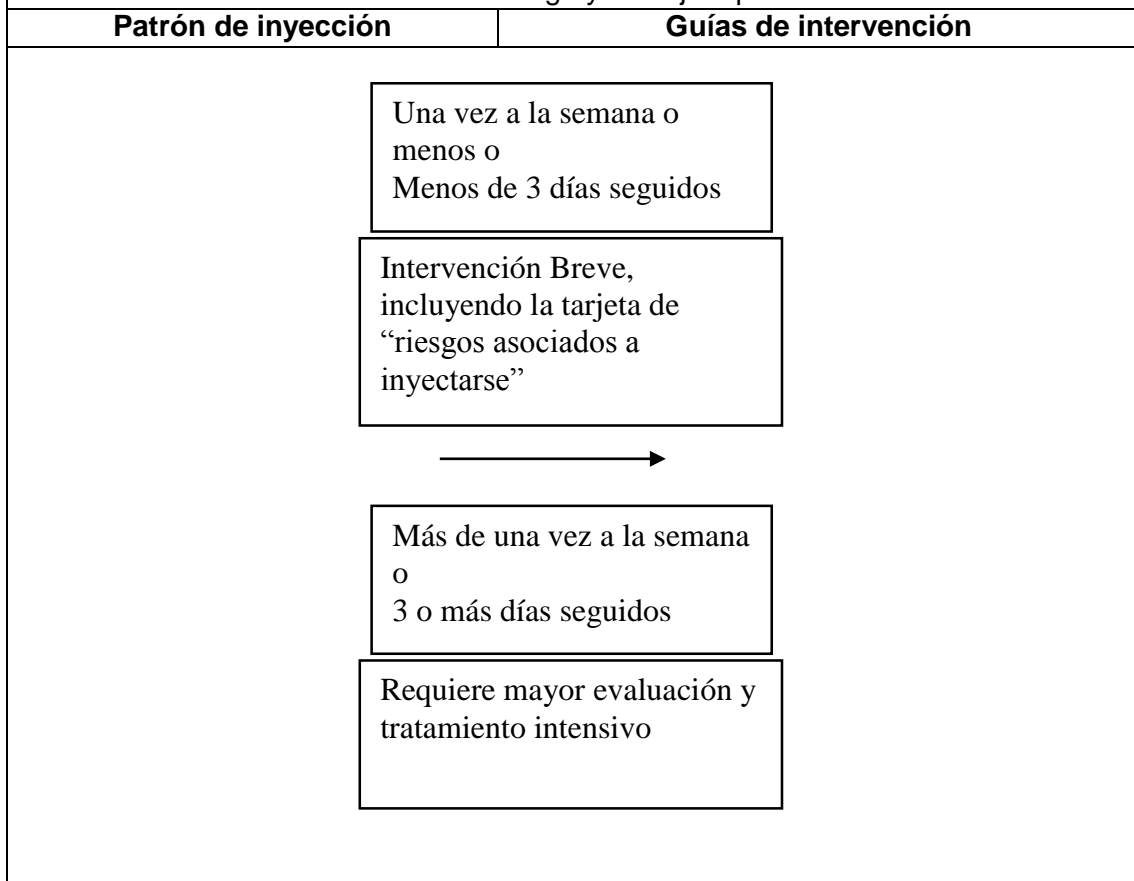 Patrón de inyección
Guías de intervención
Una vez a la semana o
menos o
Menos de 3 días seguidos
Intervención Breve,
incluyendo la tarjeta de
“riesgos asociados a
inyectarse”
Más de una vez a la semana
o
3 o más días seguidos
Requiere mayor evaluación y
tratamiento intensivo